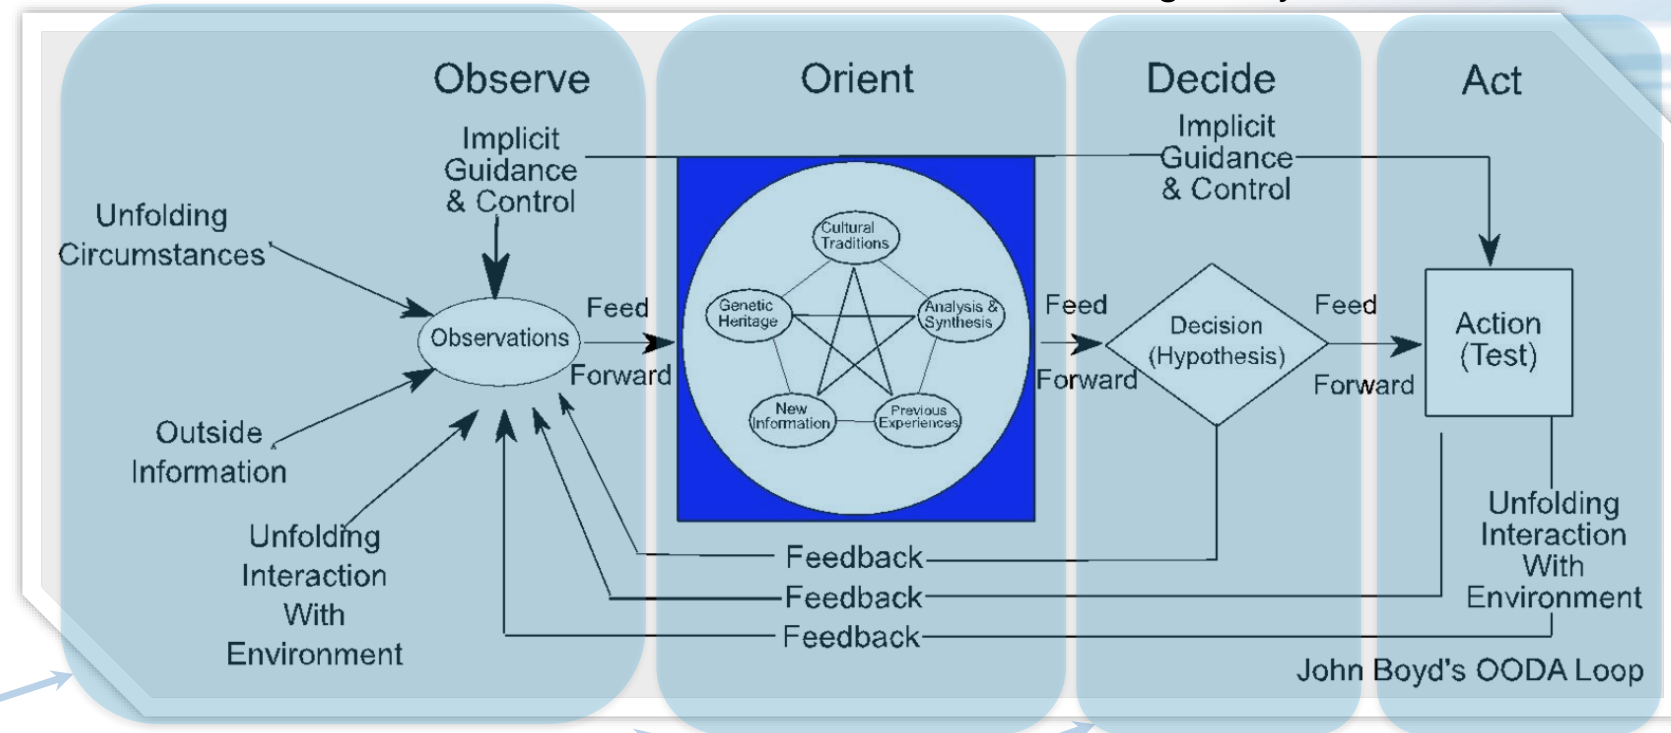 Observe
Orient
Decide
Act
Implicit
Guidance
& Control
Unfolding
Circumstances
Observations
Outside
Information
Unfolding
Interaction
With
Environment
Feed
Forward
Cultural
Traditions
Genetic
Heritage
Analysis &
Synthesis
New
Information
Previous
Experiences
Feed
Forward
Implicit
Guidance
& Control
Decision
(Hypothesis)
Feed
Forward
Action
(Test)
Unfolding
Interaction
With
Environment
Feedback
Feedback
Feedback
John Boyd's OODA Loop